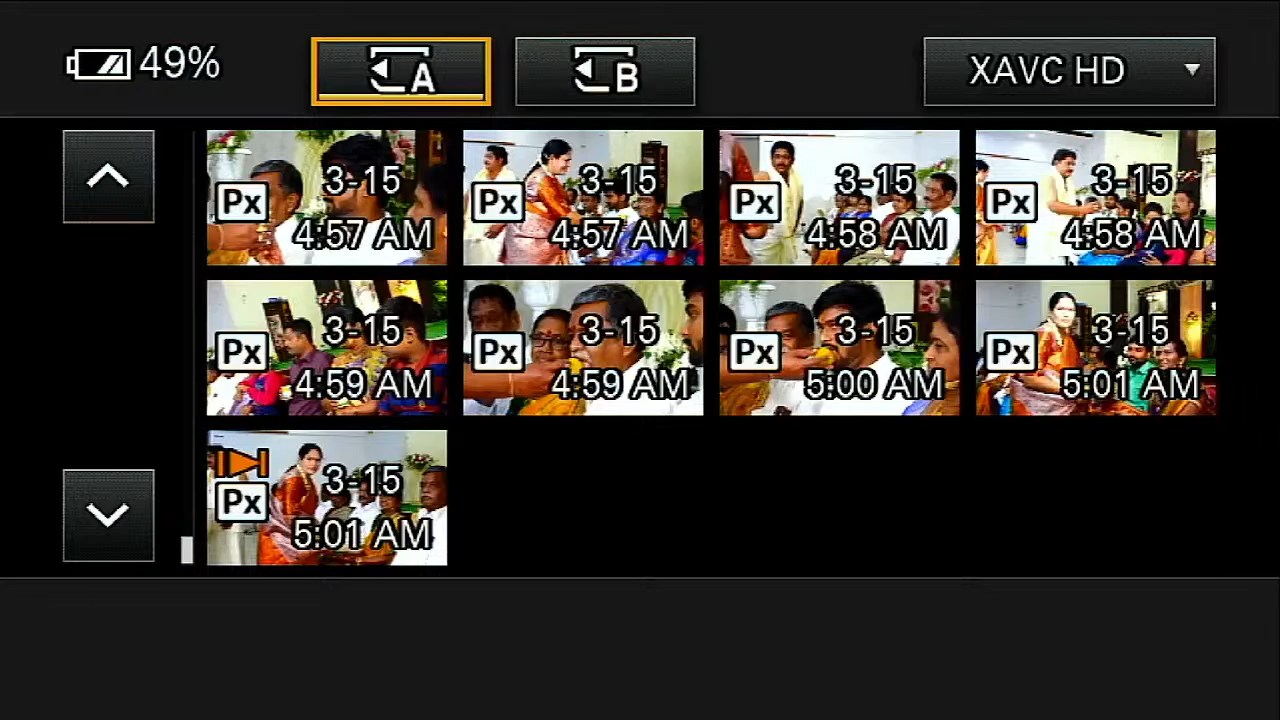 49%
A
B
XAVC HD
Px
3-15
4:57 AM
Px
3-15
4:57 AM
Px
3-15
4:58 AM
Px
3-15
4:58 AM
Px
3-15
4:59 AM
Px
3-15
4:59 AM
Px
3-15
5:00 AM
Px
3-15
5:01 AM
Px
3-15
5:01 AM